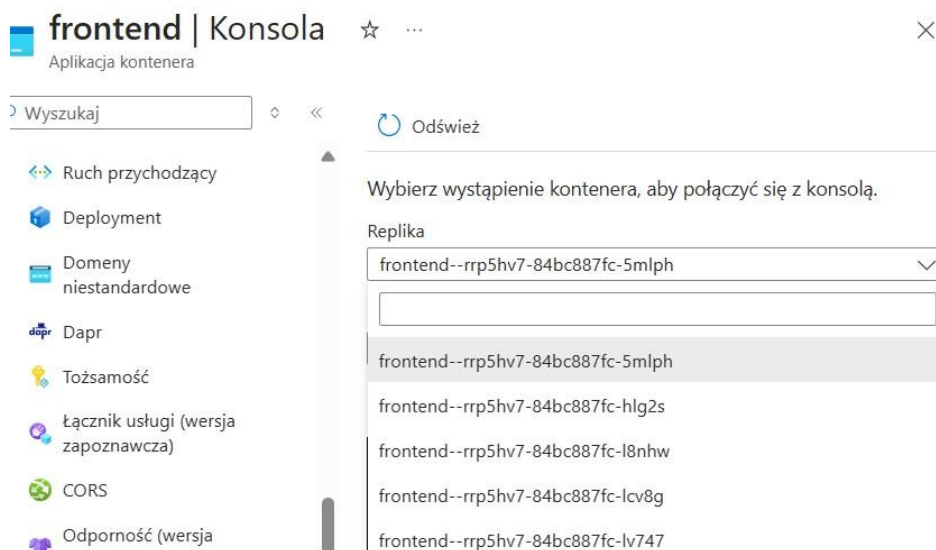 frontend | Konsola
Aplikacja kontenera
Wyszukaj
Ruch przychodzący
Deployment
Domeny
niestandardowe
dapr Dapr
Tożsamość
Łącznik usługi (wersja
zapoznawcza)
CORS
Odporność (wersja
Odśwież
Wybierz wystąpienie kontenera, aby połączyć się z konsolą.
Replika
frontend--rrp5hv7-84bc887fc-5mlph
frontend--rrp5hv7-84bc887fc-5mlph
frontend--rrp5hv7-84bc887fc-hlg2s
frontend--rrp5hv7-84bc887fc-l8nhw
frontend--rrp5hv7-84bc887fc-lcv8g
frontend--rrp5hv7-84bc887fc-lv747